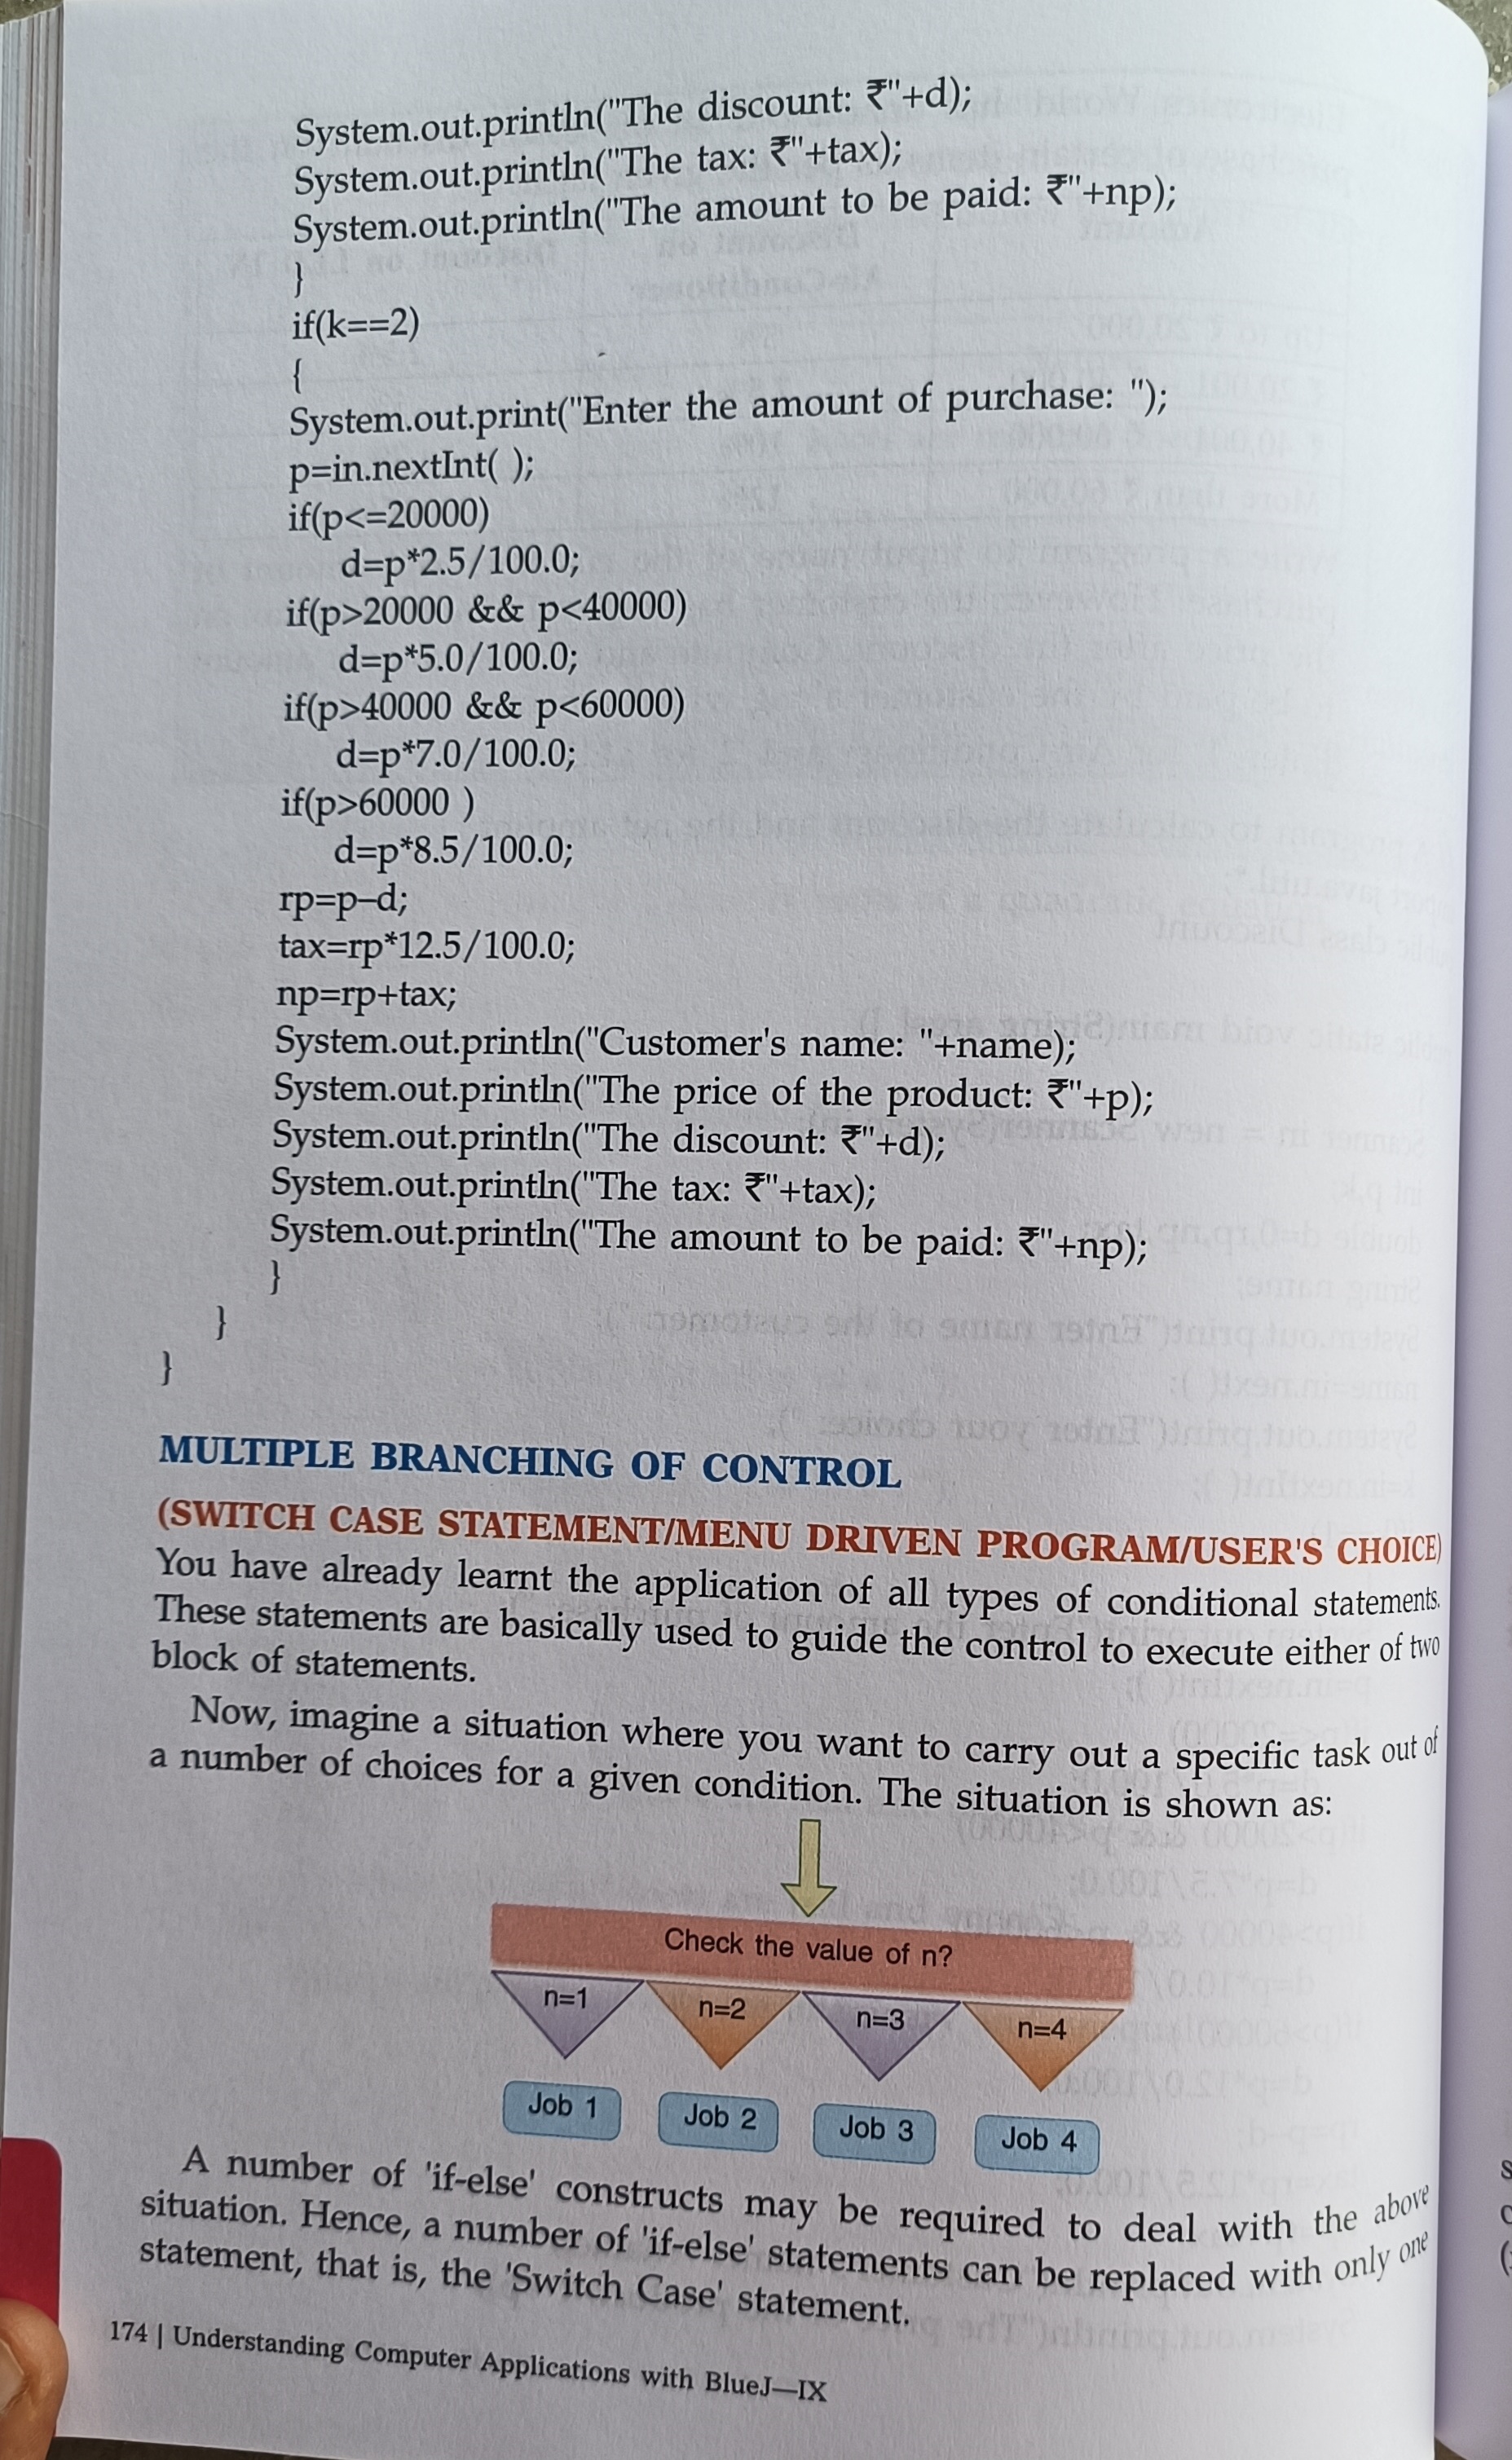 System.out.println("The discount: ₹"+d);
System.out.println("The tax: ₹"+tax);
System.out.println("The amount to be paid: ₹"+np);
}
if(k==2)
{
System.out.print("Enter the amount of purchase: ");
p=in.nextInt( );
if(p<=20000)
d=p*2.5/100.0;
if(p>20000 && p<40000)
d=p*5.0/100.0;
if(p>40000 && p<60000)
d=p*7.0/100.0;
if(p>60000 )
d=p*8.5/100.0;
rp=p–d;
tax=rp*12.5/100.0;
np=rp+tax;
System.out.println("Customer's name: "+name);
System.out.println("The price of the product: ₹"+p);
System.out.println("The discount: ₹"+d);
System.out.println("The tax: ₹"+tax);
System.out.println("The amount to be paid: ₹"+np);
}
}
}
MULTIPLE BRANCHING OF CONTROL
(SWITCH CASE STATEMENT/MENU DRIVEN PROGRAM/USER'S CHOICE)
You have already learnt the application of all types of conditional statements.
These statements are basically used to guide the control to execute either of two
block of statements.
Now, imagine a situation where you want to carry out a specific task out of
a number of choices for a given condition. The situation is shown as:
Check the value of n?
n=1 n=2 n=3 n=4
Job 1 Job 2 Job 3 Job 4
A number of 'if-else' constructs may be required to deal with the above
situation. Hence, a number of 'if-else' statements can be replaced with only one
statement, that is, the 'Switch Case' statement.
174 | Understanding Computer Applications with BlueJ—IX